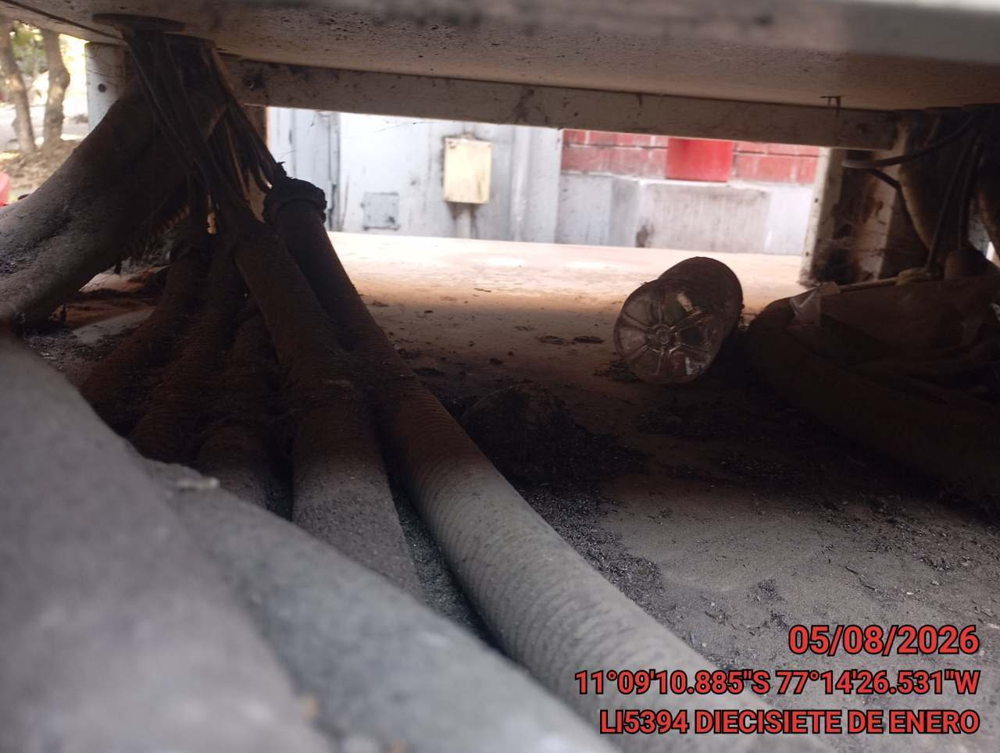 05/08/2026
11°09'10.885"S 77°14'26.531"W
LI5394 DIECISIETE DE ENERO